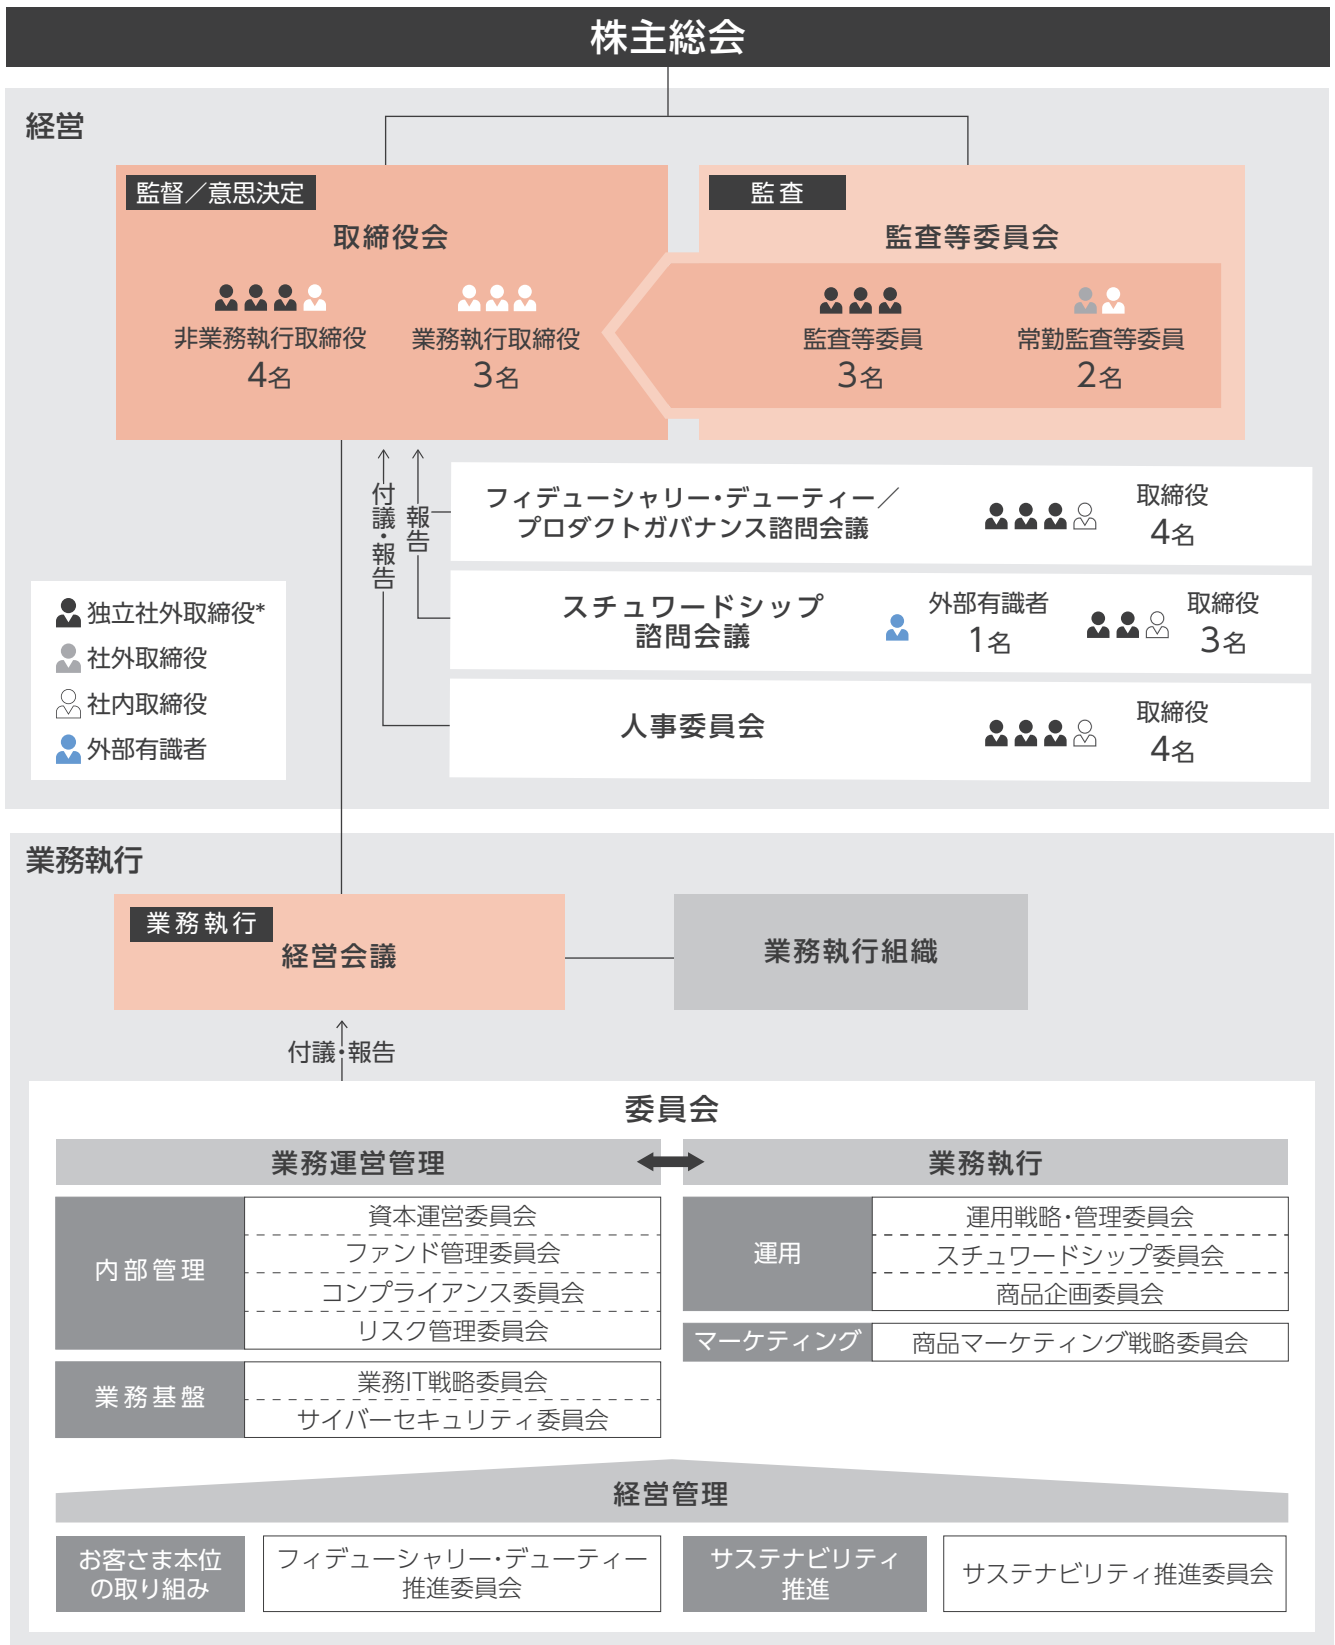 株主総会
経営
監督／意思決定
取締役会
非業務執行取締役
4名
業務執行取締役
3名
監査
監査等委員会
監査等委員
3名
常勤監査等委員
2名
付議・報告
報告
フィデューシャリー・デューティー／
プロダクトガバナンス諮問会議
取締役
4名
スチュワードシップ
諮問会議
外部有識者
1名
取締役
3名
人事委員会
取締役
4名
独立社外取締役*
社外取締役
社内取締役
外部有識者
業務執行
業務執行
経営会議
業務執行組織
付議・報告
委員会
業務運営管理
業務執行
内部管理
資本運営委員会
ファンド管理委員会
コンプライアンス委員会
リスク管理委員会
業務基盤
業務IT戦略委員会
サイバーセキュリティ委員会
運用
運用戦略・管理委員会
スチュワードシップ委員会
商品企画委員会
マーケティング
商品マーケティング戦略委員会
経営管理
お客さま本位
の取り組み
フィデューシャリー・デューティー
推進委員会
サステナビリティ
推進
サステナビリティ推進委員会